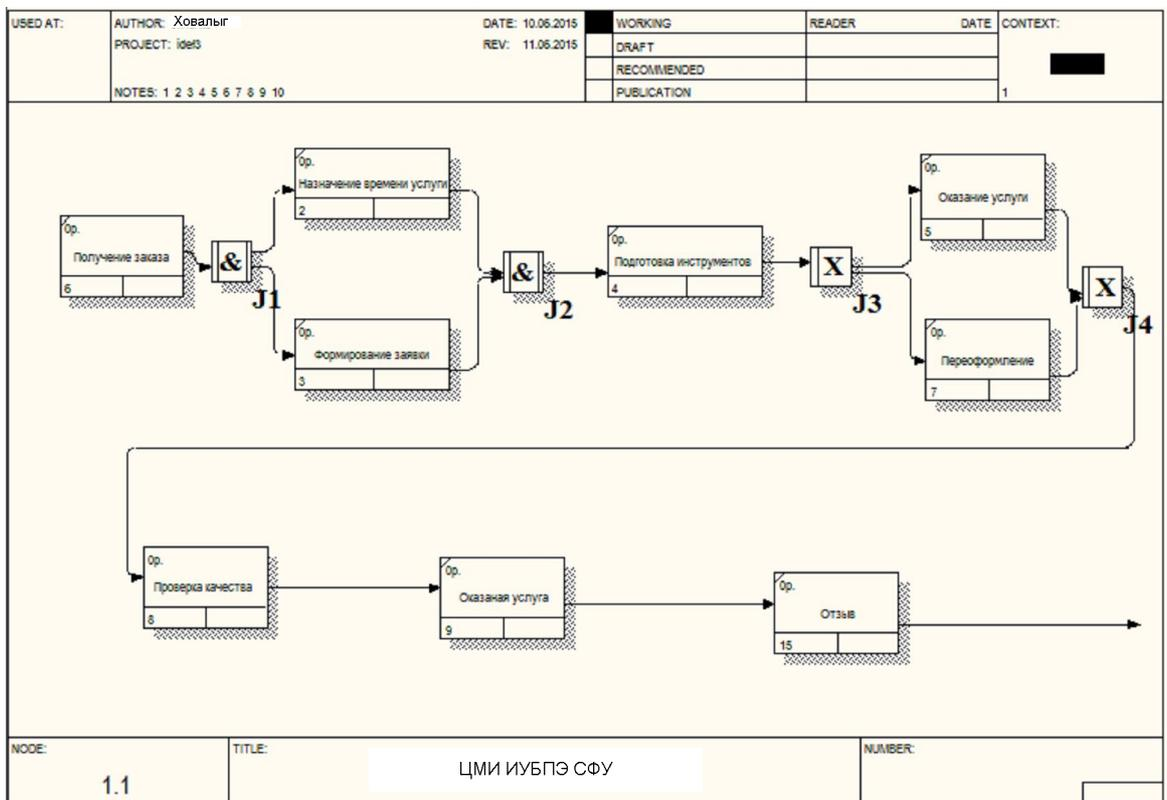 USED AT:
AUTHOR: Ховалыг
DATE: 10.06.2015
WORKING
READER
DATE
CONTEXT:
PROJECT: idef3
REV: 11.06.2015
DRAFT
RECOMMENDED
NOTES: 1 2 3 4 5 6 7 8 9 10
PUBLICATION
1
0р.
Получение заказа
6
&
J1
0р.
Назначение времени услуги
2
0р.
Формирование заявки
3
&
J2
0р.
Подготовка инструментов
4
X
J3
0р.
Оказание услуги
5
0р.
Переоформление
7
X
J4
0р.
Проверка качества
8
0р.
Оказаная услуга
9
0р.
Отзыв
15
NODE:
1.1
TITLE:
ЦМИ ИУБПЭ СФУ
NUMBER: